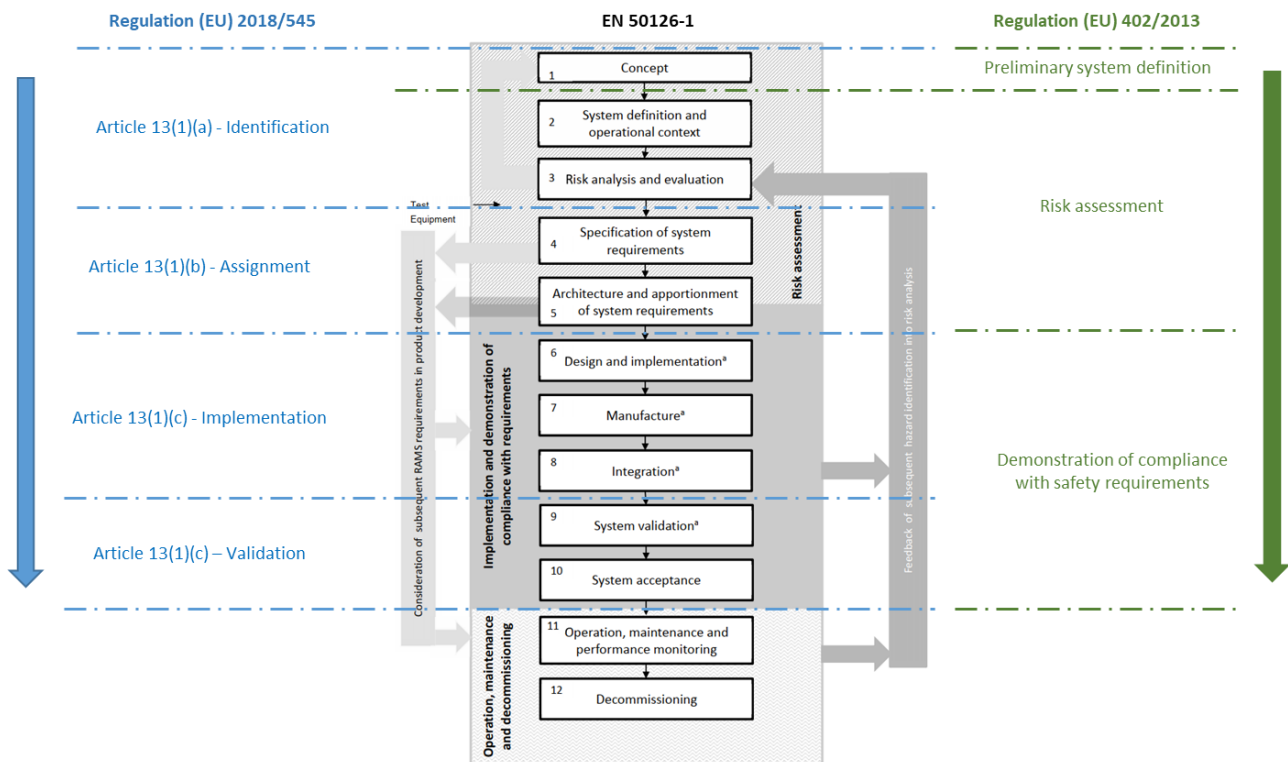 Regulation (EU) 2018/545
EN 50126-1
Regulation (EU) 402/2013
Preliminary system definition
1
Concept
Article 13(1)(a) - Identification
2
System definition and
operational context
3
Risk analysis and evaluation
Test
Equipment
Risk assessment
Risk assessment
4
Specification of system
requirements
Article 13(1)(b) - Assignment
5
Architecture and apportionment
of system requirements
Consideration of subsequent RAMS requirements in product development
Implementation and demonstration of
compliance with requirements
Feedback of subsequent hazard identification into risk analysis
6
Design and implementationª
Article 13(1)(c) - Implementation
7
Manufactureª
8
Integrationª
Demonstration of compliance
with safety requirements
9
System validationª
Article 13(1)(c) – Validation
10
System acceptance
Operation, maintenance
and decommissioning
11
Operation, maintenance and
performance monitoring
12
Decommissioning